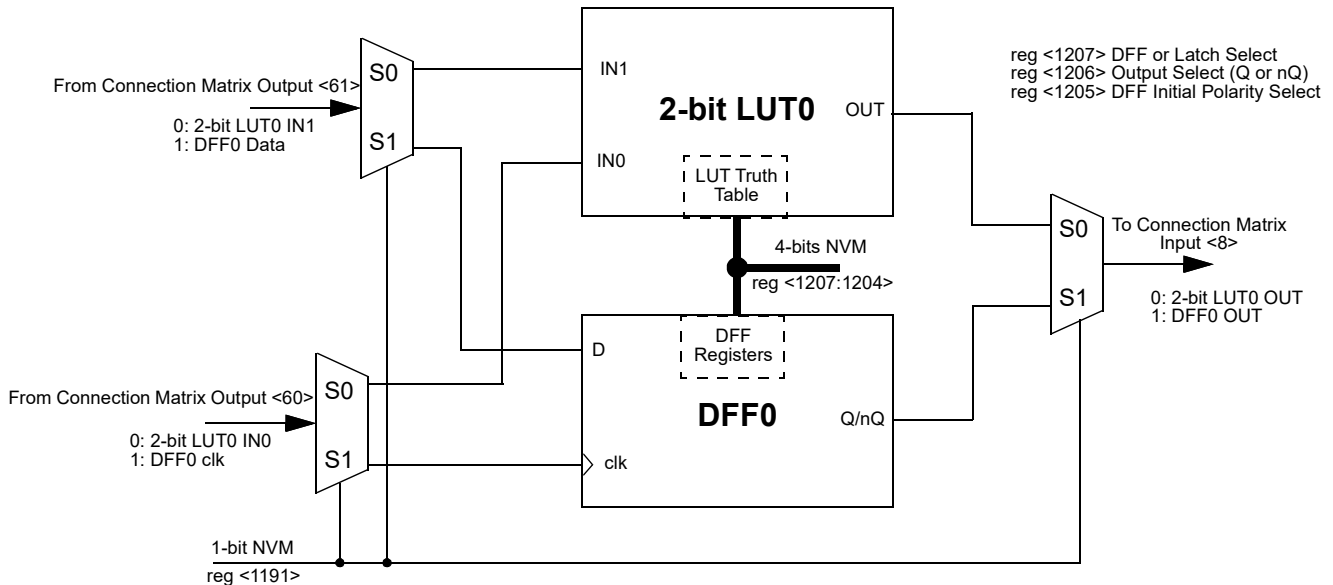 reg <1207> DFF or Latch Select
reg <1206> Output Select (Q or nQ)
reg <1205> DFF Initial Polarity Select
From Connection Matrix Output <61>
0: 2-bit LUT0 IN1
1: DFF0 Data
S0
S1
IN1
IN0
2-bit LUT0
OUT
LUT Truth
Table
4-bits NVM
reg <1207:1204>
S0
S1
To Connection Matrix
Input <8>
0: 2-bit LUT0 OUT
1: DFF0 OUT
From Connection Matrix Output <60>
0: 2-bit LUT0 IN0
1: DFF0 clk
S0
S1
D
clk
DFF
Registers
DFF0
Q/nQ
1-bit NVM
reg <1191>